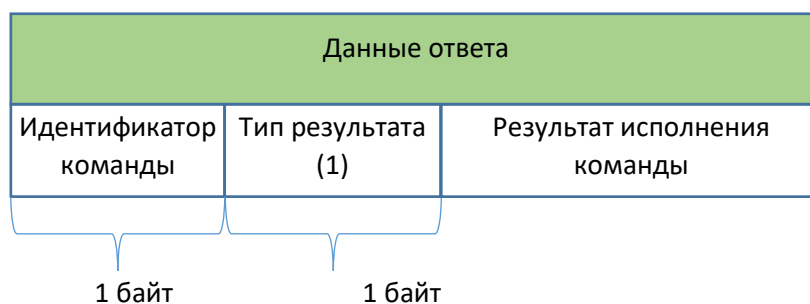 Данные ответа
Идентификатор команды
Тип результата (1)
Результат исполнения команды
1 байт
1 байт